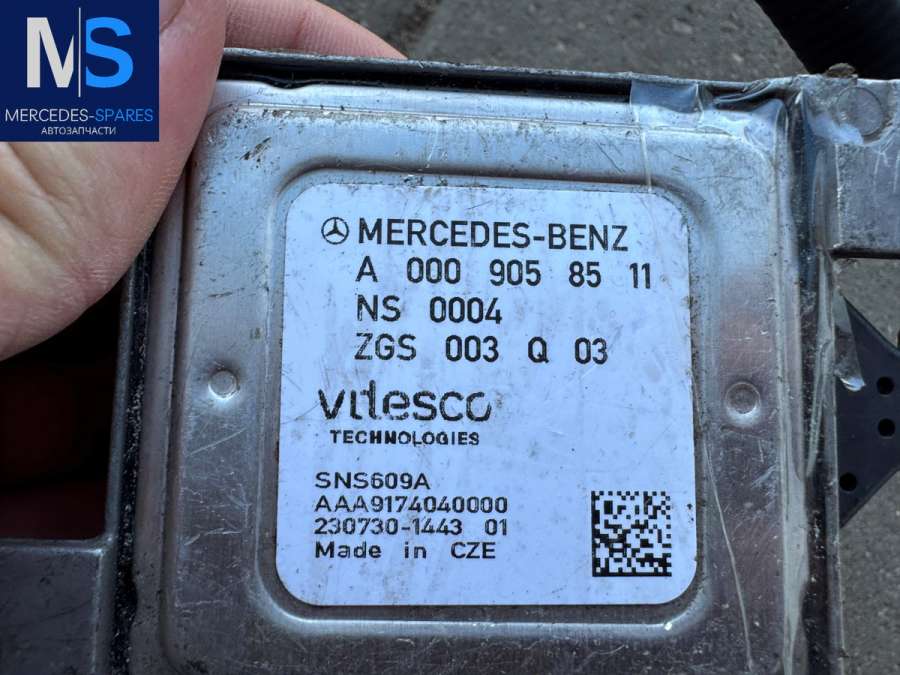 MS
MERCEDES-SPARES
АВТОЗАПЧАСТИ
MERCEDES-BENZ
A 000 905 85 11
NS 0004
ZGS 003 Q 03
vitesco
TECHNOLOGIES
SNS609A
AAA9174040000
230730-1443 01
Made in CZE